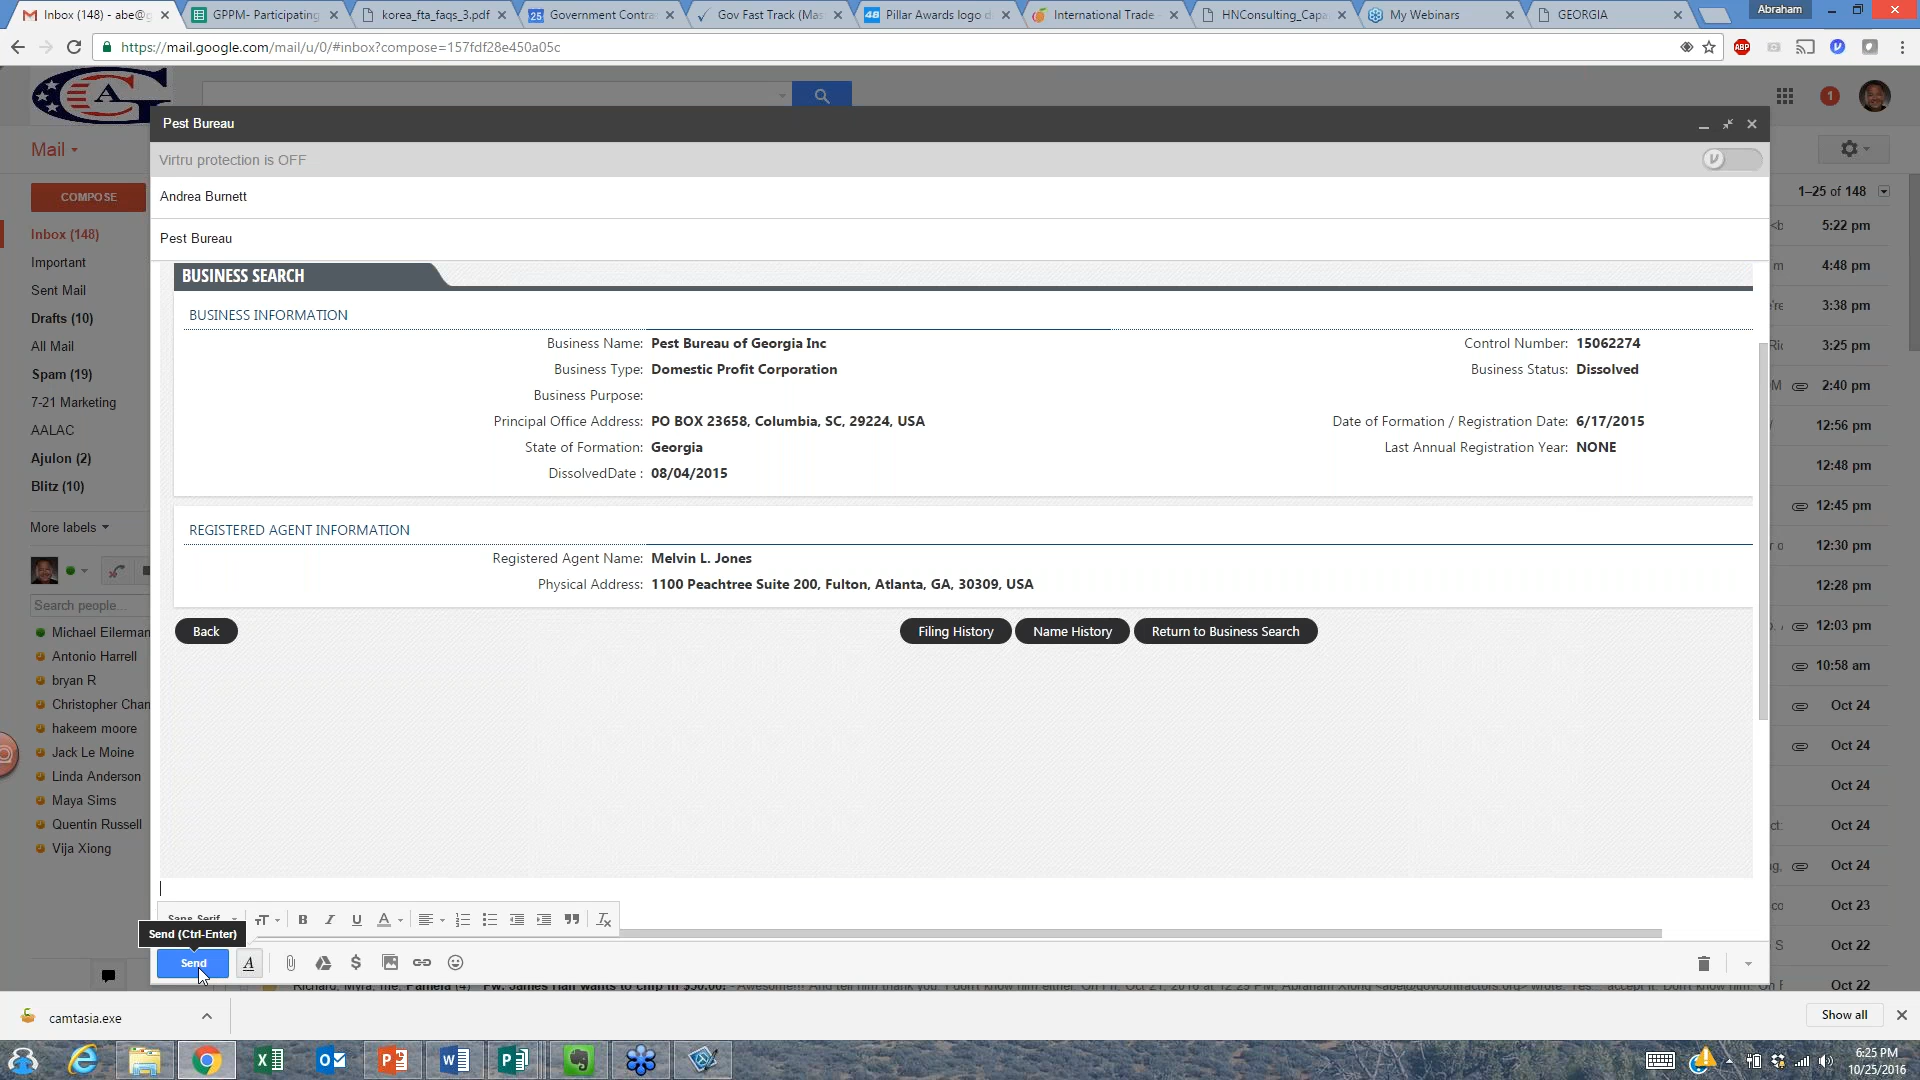 Inbox (148) - abe@g
GPPM- Participating
korea_fta_faqs_3.pdf
25 Government Contra
Gov Fast Track (Mas
48 Pillar Awards logo d
International Trade
HNConsulting_Capa
My Webinars
GEORGIA
Abraham
https://mail.google.com/mail/u/0/#inbox?compose=157fdf28e450a05c
ABP
1
Pest Bureau
Mail
Virtru protection is OFF
COMPOSE
Andrea Burnett
1–25 of 148
Inbox (148)
Pest Bureau
5:22 pm
Important
4:48 pm
Sent Mail
3:38 pm
Drafts (10)
3:25 pm
All Mail
2:40 pm
Spam (19)
12:56 pm
7-21 Marketing
12:48 pm
AALAC
12:45 pm
Ajulon (2)
12:30 pm
Blitz (10)
12:28 pm
More labels
12:03 pm
10:58 am
BUSINESS SEARCH
BUSINESS INFORMATION
Business Name: Pest Bureau of Georgia Inc
Control Number: 15062274
Business Type: Domestic Profit Corporation
Business Status: Dissolved
Business Purpose:
Principal Office Address: PO BOX 23658, Columbia, SC, 29224, USA
Date of Formation / Registration Date: 6/17/2015
State of Formation: Georgia
Last Annual Registration Year: NONE
DissolvedDate : 08/04/2015
REGISTERED AGENT INFORMATION
Registered Agent Name: Melvin L. Jones
Physical Address: 1100 Peachtree Suite 200, Fulton, Atlanta, GA, 30309, USA
Back
Filing History
Name History
Return to Business Search
Search people...
Michael Eilerman
Antonio Harrell
bryan R
Christopher Chan
hakeem moore
Jack Le Moine
Linda Anderson
Maya Sims
Quentin Russell
Vija Xiong
Oct 24
Oct 24
Oct 24
Oct 24
Oct 24
Oct 23
Oct 22
Oct 22
Sans Serif
Send (Ctrl-Enter)
Send
camtasia.exe
Show all
6:25 PM
10/25/2016